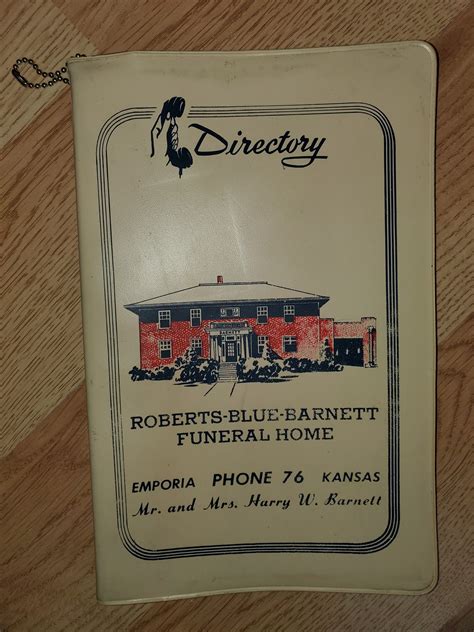 Directory
ROBERTS-BLUE-BARNETT
FUNERAL HOME
EMPORIA PHONE 76 KANSAS
Mr. and Mrs. Harry W. Barnett